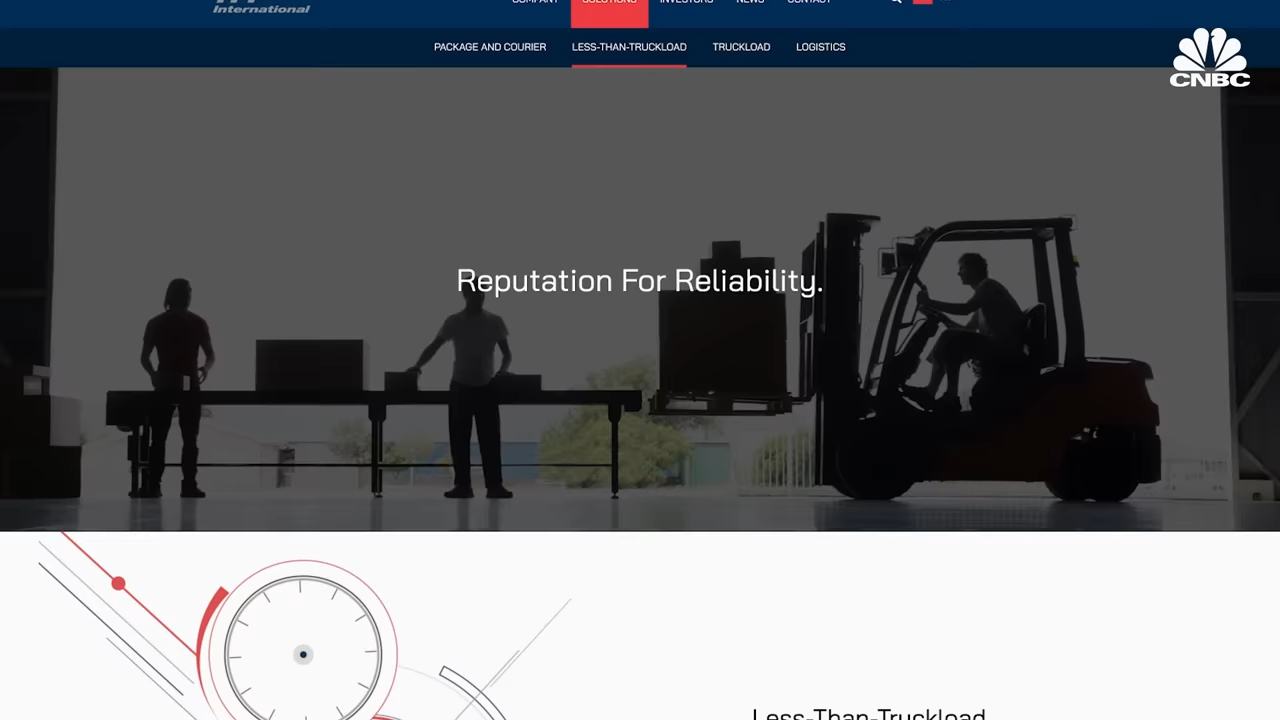 International
COMPANY SOLUTIONS INVESTORS NEWS CONTACT
PACKAGE AND COURIER LESS-THAN-TRUCKLOAD TRUCKLOAD LOGISTICS
CNBC
Reputation For Reliability.
Less-Than-Truckload